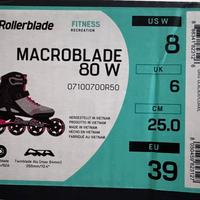 Rollerblade
FITNESS
RECREATION
MACROBLADE
80 W
07100700R50
HERGESTELLT IN VIETNAM
PRODOTTO IN VIETNAM
MADE IN VIETNAM
HECHO EN VIETNAM
FABRIQUÉ AU VIETNAM
US W
8
UK
6
CM
25.0
EU
39